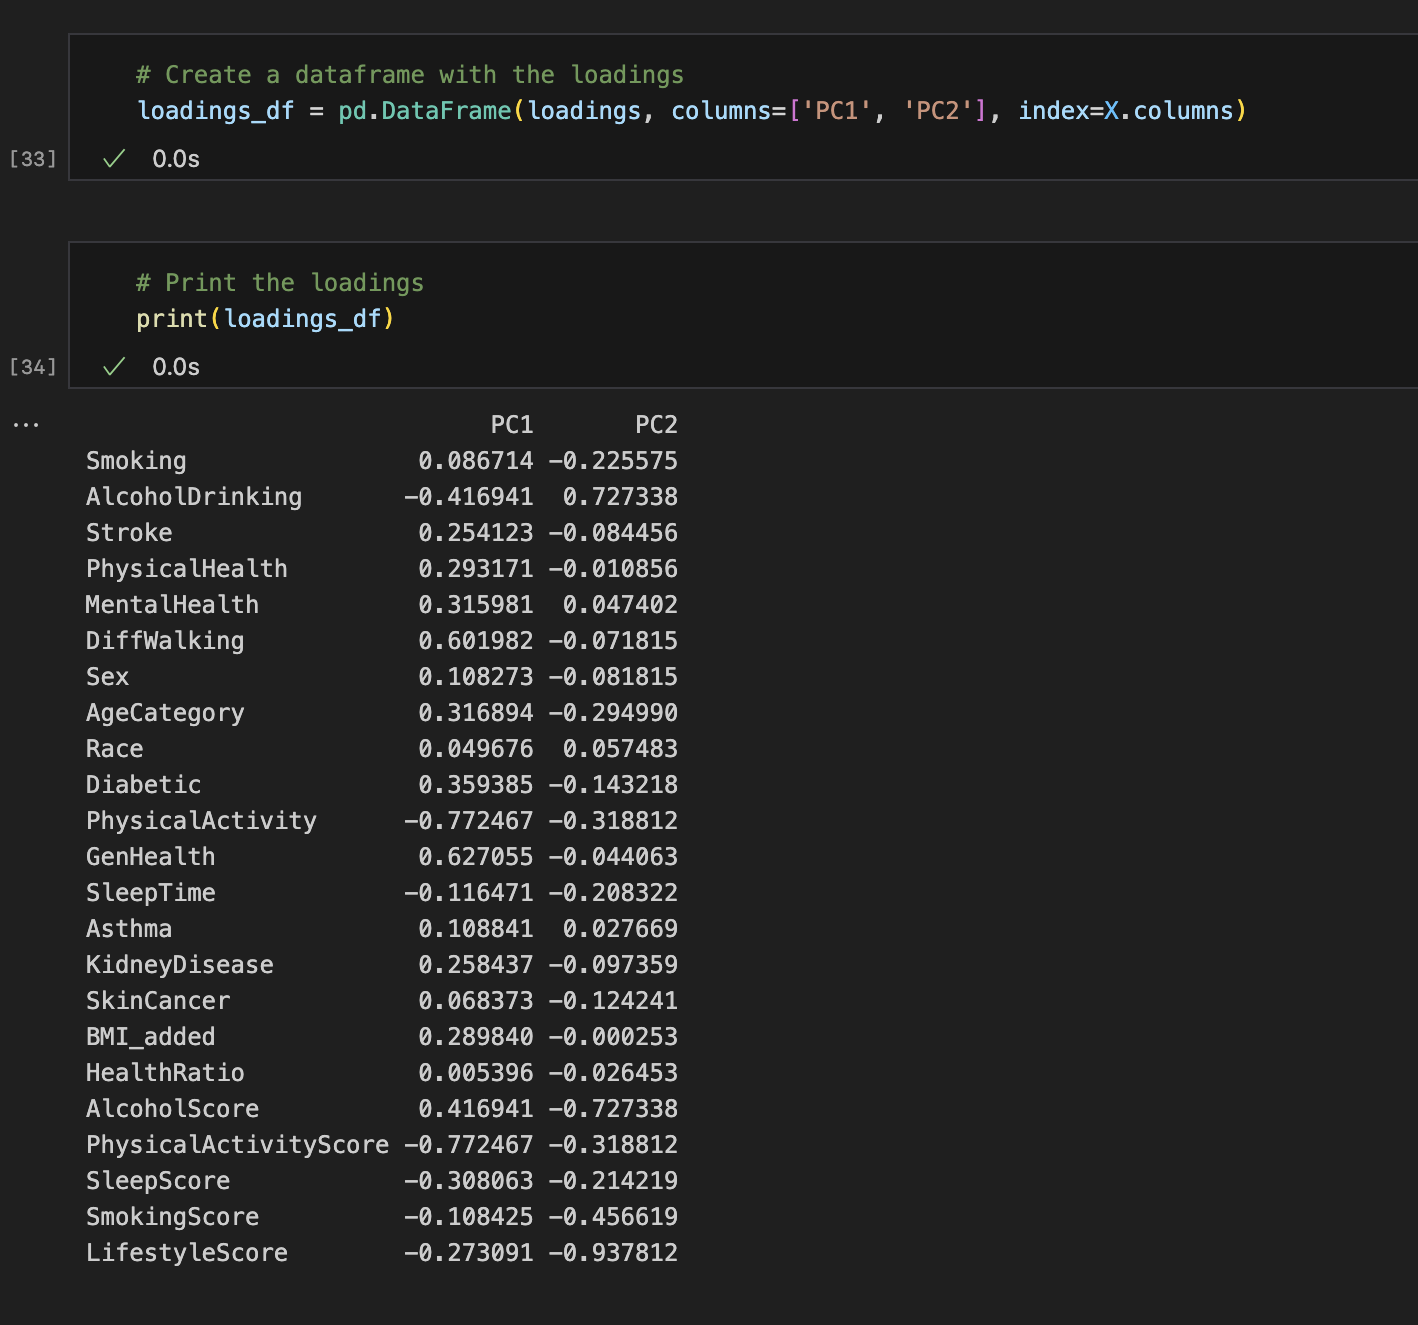 # Create a dataframe with the loadings
loadings_df = pd.DataFrame(loadings, columns=['PC1', 'PC2'], index=X.columns)
[33] ✓ 0.0s
# Print the loadings
print(loadings_df)
[34] ✓ 0.0s
...
PC1 PC2
Smoking 0.086714 -0.225575
AlcoholDrinking -0.416941 0.727338
Stroke 0.254123 -0.084456
PhysicalHealth 0.293171 -0.010856
MentalHealth 0.315981 0.047402
DiffWalking 0.601982 -0.071815
Sex 0.108273 -0.081815
AgeCategory 0.316894 -0.294990
Race 0.049676 0.057483
Diabetic 0.359385 -0.143218
PhysicalActivity -0.772467 -0.318812
GenHealth 0.627055 -0.044063
SleepTime -0.116471 -0.208322
Asthma 0.108841 0.027669
KidneyDisease 0.258437 -0.097359
SkinCancer 0.068373 -0.124241
BMI_added 0.289840 -0.000253
HealthRatio 0.005396 -0.026453
AlcoholScore 0.416941 -0.727338
PhysicalActivityScore -0.772467 -0.318812
SleepScore -0.308063 -0.214219
SmokingScore -0.108425 -0.456619
LifestyleScore -0.273091 -0.937812